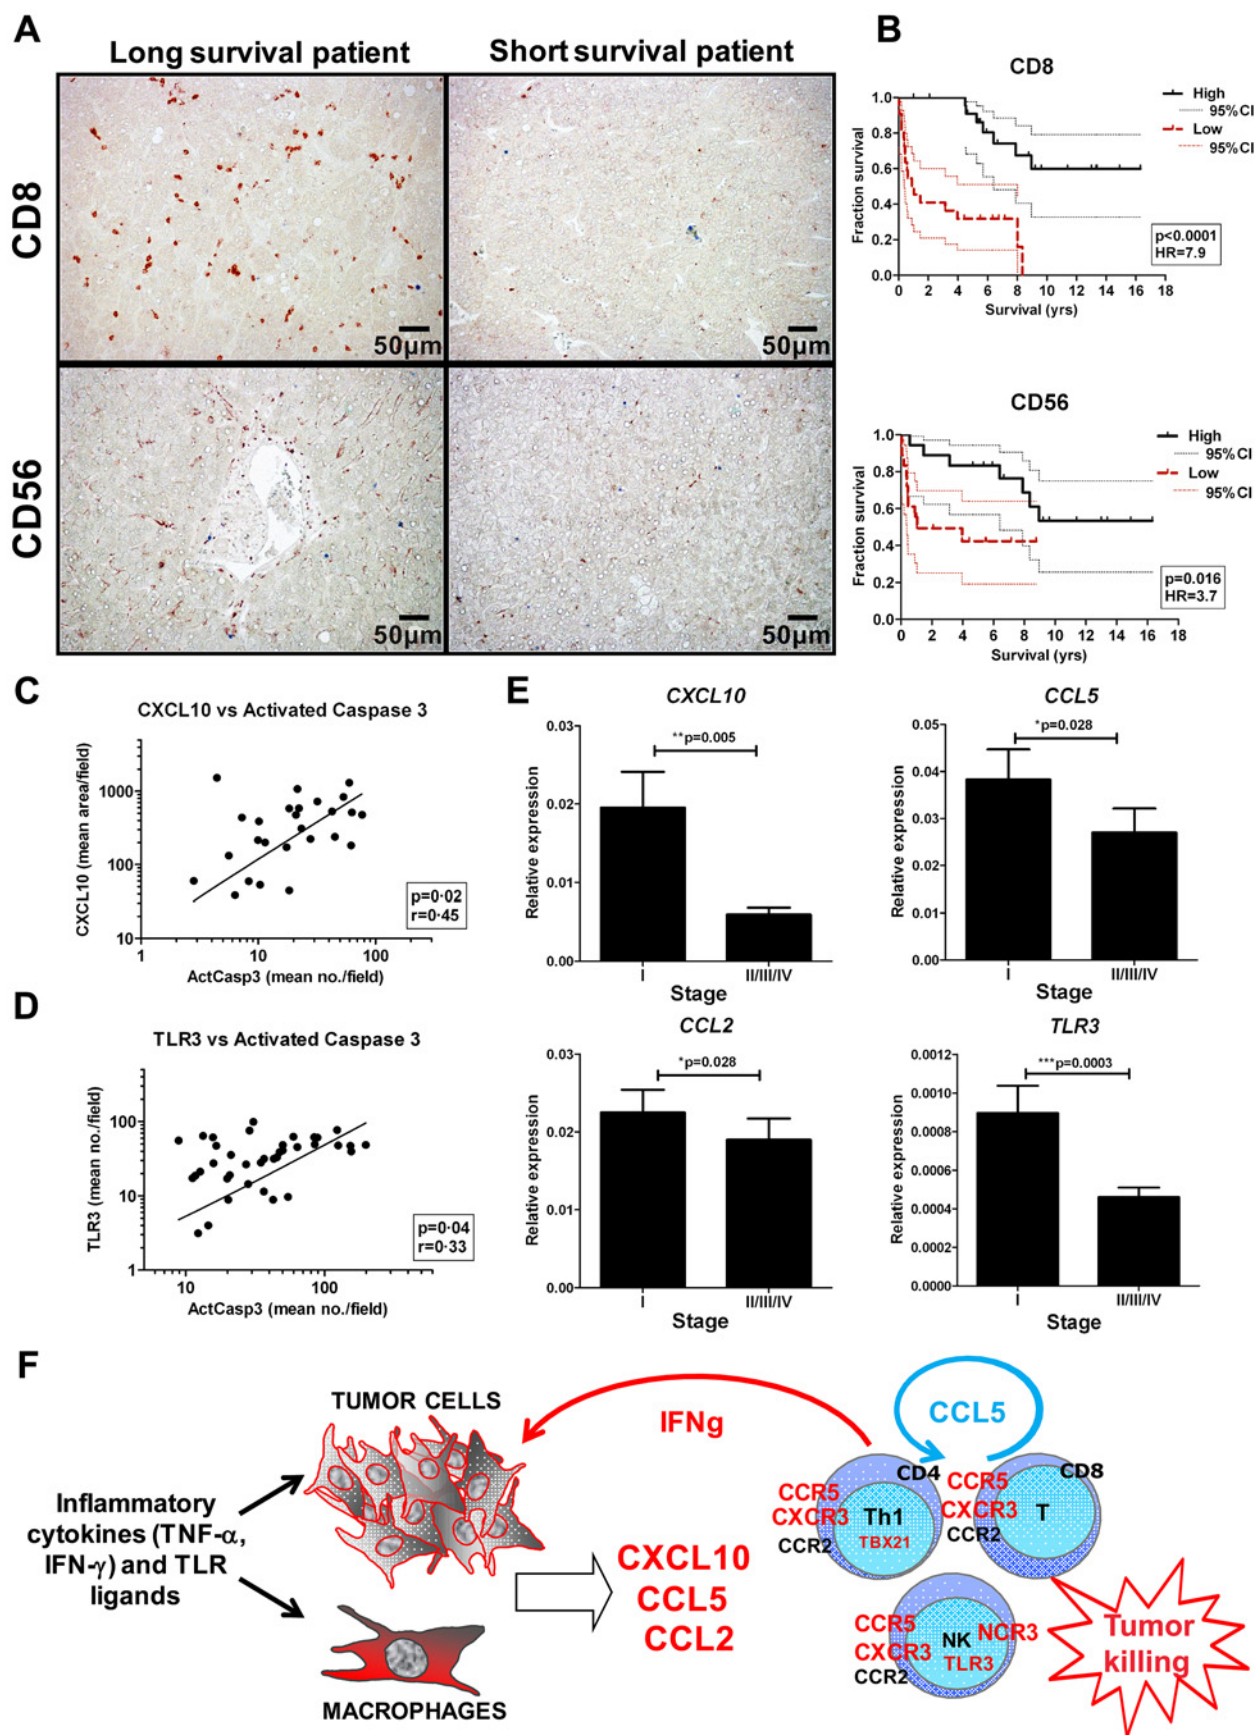 A
Long survival patient
Short survival patient
CD8
50µm
50µm
CD56
50µm
50µm
B
CD8
High
95%CI
Low
95%CI
Fraction survival
1.0
0.8
0.6
0.4
0.2
0.0
p<0.0001
HR=7.9
0 2 4 6 8 10 12 14 16 18
Survival (yrs)
CD56
High
95%CI
Low
95%CI
Fraction survival
1.0
0.8
0.6
0.4
0.2
0.0
p=0.016
HR=3.7
0 2 4 6 8 10 12 14 16 18
Survival (yrs)
C
CXCL10 vs Activated Caspase 3
CXCL10 (mean area/field)
1000
100
10
p=0·02
r=0·45
1 10 100
ActCasp3 (mean no./field)
D
TLR3 vs Activated Caspase 3
TLR3 (mean no./field)
100
10
1
p=0·04
r=0·33
10 100
ActCasp3 (mean no./field)
E
CXCL10
**p=0.005
Relative expression
0.03
0.02
0.01
0.00
I II/III/IV
Stage
CCL5
*p=0.028
Relative expression
0.05
0.04
0.03
0.02
0.01
0.00
I II/III/IV
Stage
CCL2
*p=0.028
Relative expression
0.03
0.02
0.01
0.00
I II/III/IV
Stage
TLR3
***p=0.0003
Relative expression
0.0012
0.0010
0.0008
0.0006
0.0004
0.0002
0.0000
I II/III/IV
Stage
F
TUMOR CELLS
Inflammatory
cytokines (TNF-α,
IFN-γ) and TLR
ligands
MACROPHAGES
IFNg
CXCL10
CCL5
CCL2
CCL5
CD4
CCR5
CXCR3
CCR2
Th1
TBX21
CD8
CCR5
CXCR3
CCR2
T
CCR5
CXCR3
CCR2
NK
TLR3
NCR3
Tumor
killing